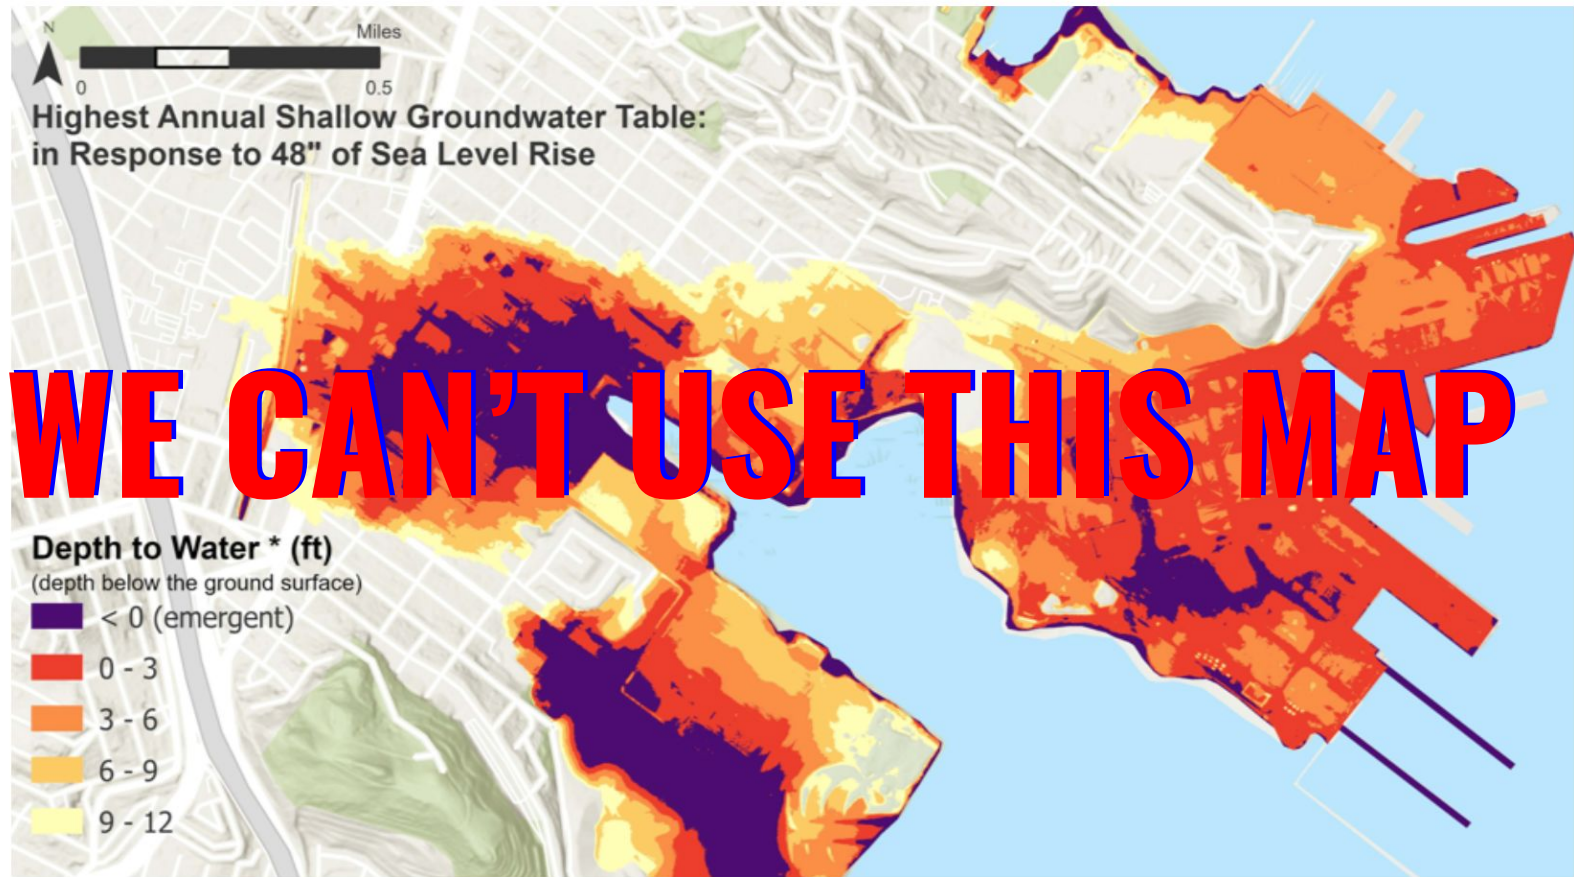 N
Miles
0 0.5
Highest Annual Shallow Groundwater Table:
in Response to 48" of Sea Level Rise
WE CAN’T USE THIS MAP
Depth to Water * (ft)
(depth below the ground surface)
< 0 (emergent)
0 - 3
3 - 6
6 - 9
9 - 12